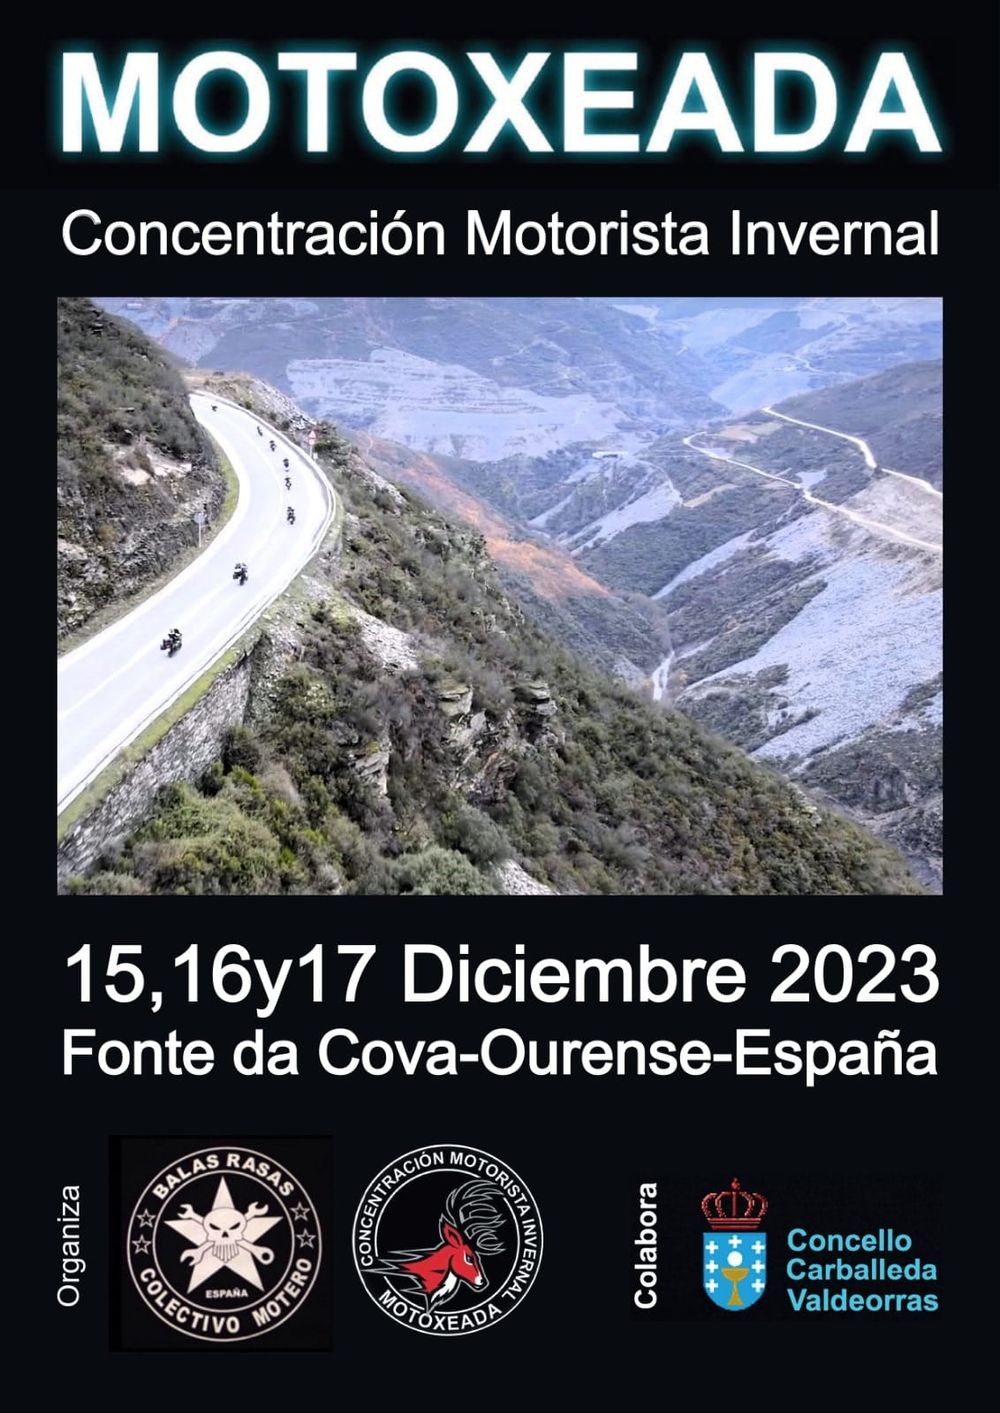 MOTOXEADA
Concentración Motorista Invernal
15,16y17 Diciembre 2023
Fonte da Cova-Ourense-España
Organiza
BALAS RASAS
ESPAÑA
COLECTIVO MOTERO
CONCENTRACIÓN MOTORISTA INVERNAL
MOTOXEADA
Colabora
Concello
Carballeda
Valdeorras